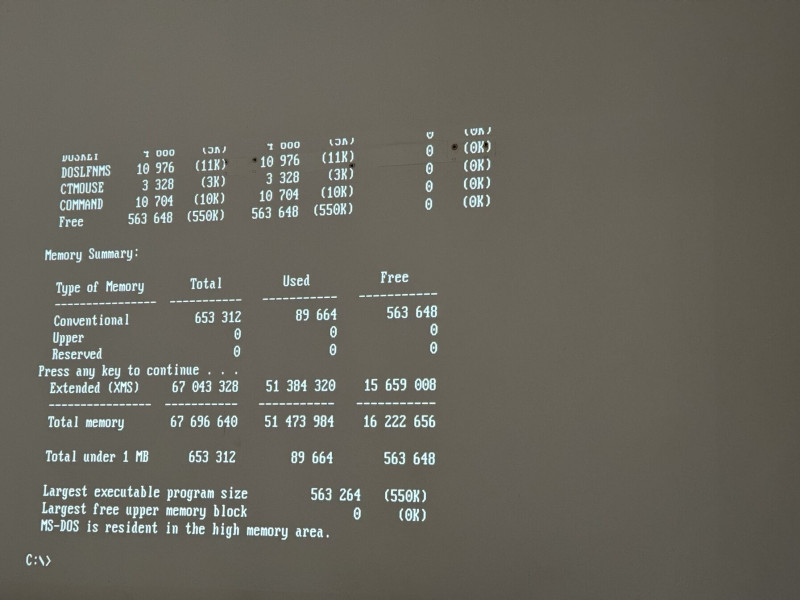 0 (0K)
DOSLFNMS 10 976 (11K) 10 976 (11K) 0 (0K)
CTMOUSE 3 328 (3K) 3 328 (3K) 0 (0K)
COMMAND 10 704 (10K) 10 704 (10K) 0 (0K)
Free 563 648 (550K) 563 648 (550K) 0 (0K)
Memory Summary:
Type of Memory Total Used Free
---------------- ----------- ----------- -----------
Conventional 653 312 89 664 563 648
Upper 0 0 0
Reserved 0 0 0
Press any key to continue . . .
Extended (XMS) 67 043 328 51 384 320 15 659 008
---------------- ----------- ----------- -----------
Total memory 67 696 640 51 473 984 16 222 656
Total under 1 MB 653 312 89 664 563 648
Largest executable program size 563 264 (550K)
Largest free upper memory block 0 (0K)
MS-DOS is resident in the high memory area.
C:\>